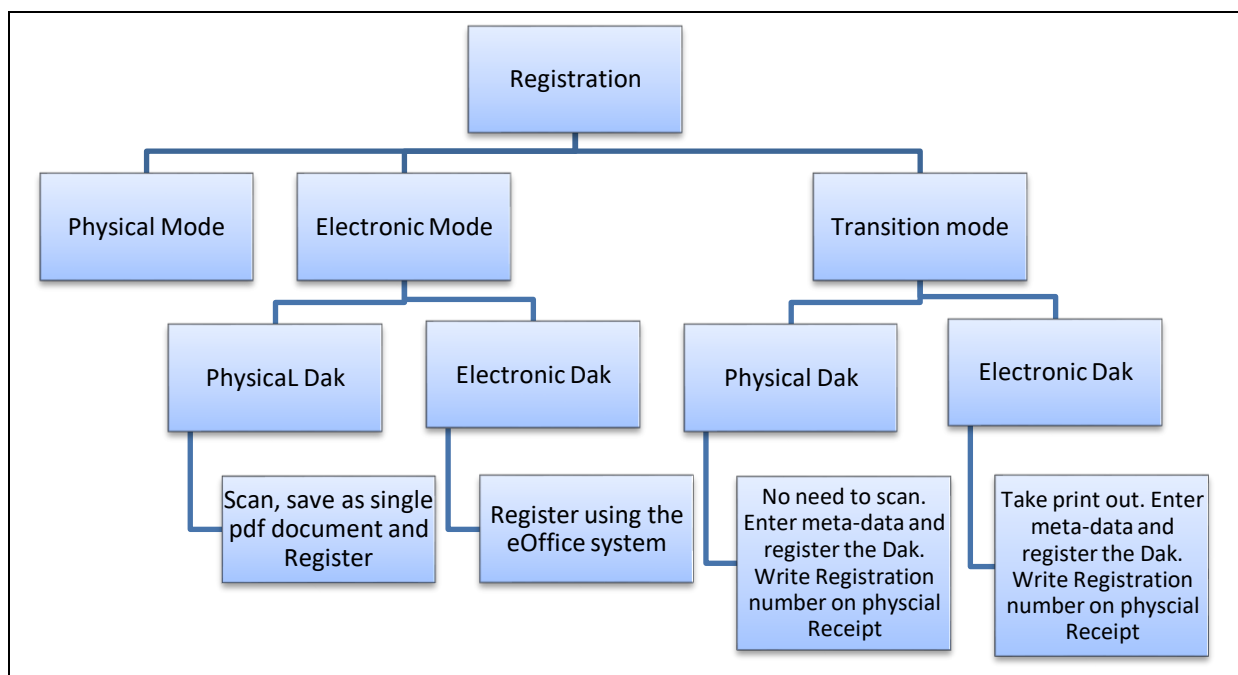 Registration
Physical Mode
Electronic Mode
Transition mode
PhysicaL Dak
Electronic Dak
Physical Dak
Electronic Dak
Scan, save as single
pdf document and
Register
Register using the
eOffice system
No need to scan.
Enter meta-data and
register the Dak.
Write Registration
number on physcial
Receipt
Take print out. Enter
meta-data and
register the Dak.
Write Registration
number on physcial
Receipt